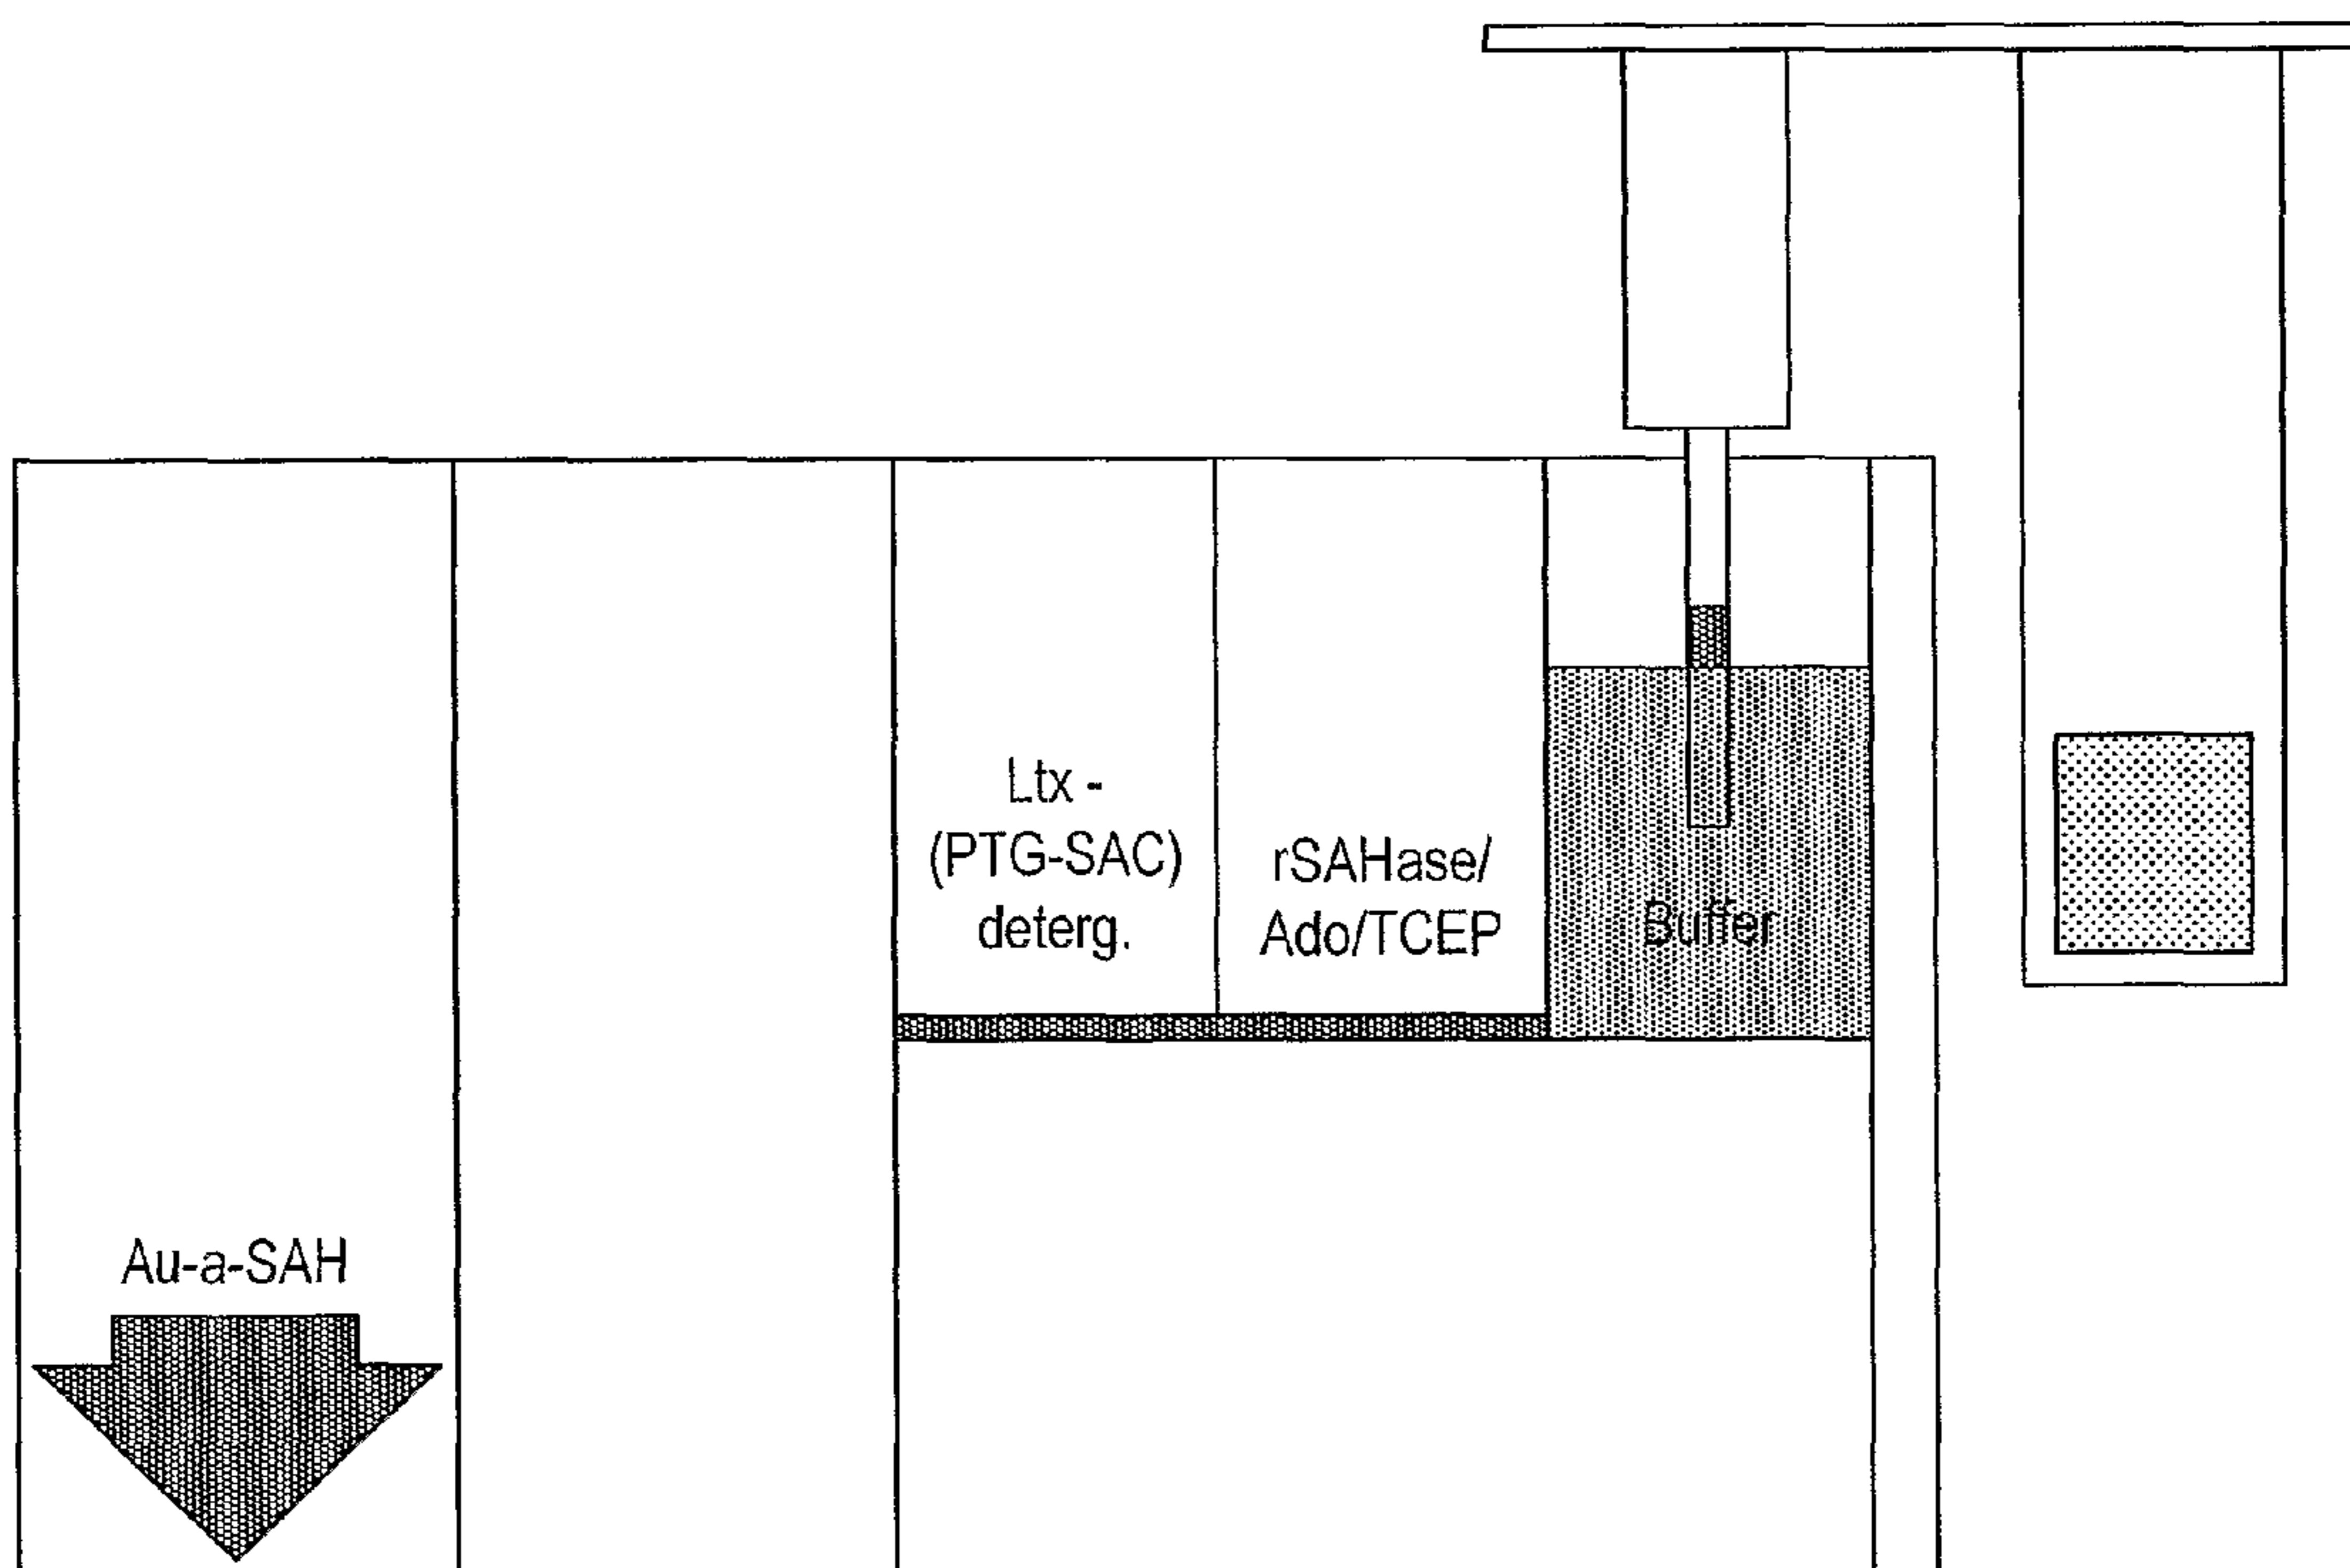 Ltx -
(PTG-SAC)
deterg.
rSAHase/
Ado/TCEP
Buffer
Au-a-SAH